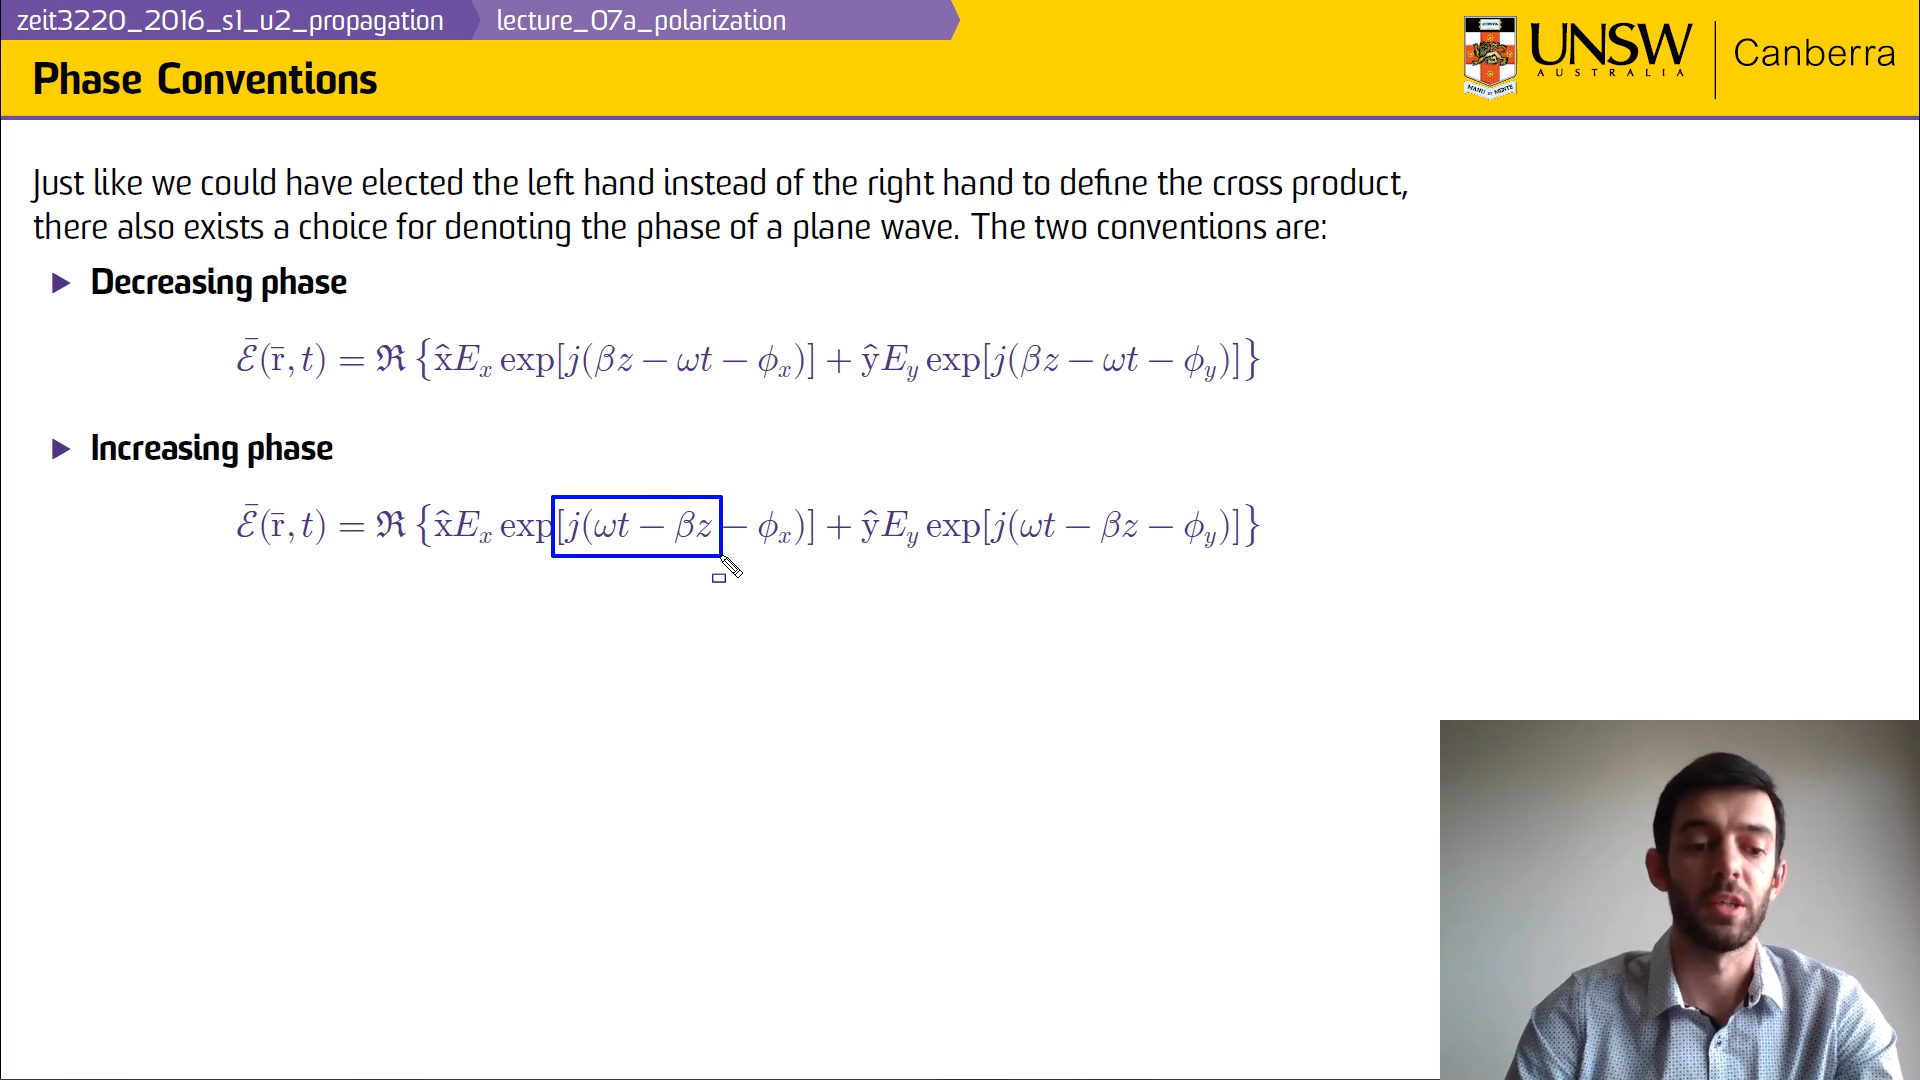 zeit3220_2016_s1_u2_propagation lecture_07a_polarization
Phase Conventions
UNSW
AUSTRALIA
Canberra
MANU ET MENTE
Just like we could have elected the left hand instead of the right hand to define the cross product,
there also exists a choice for denoting the phase of a plane wave. The two conventions are:
▶ Decreasing phase
ℰ̄(r̄, t) = ℜ {x̂E_x exp[j(βz − ωt − ϕ_x)] + ŷE_y exp[j(βz − ωt − ϕ_y)]}
▶ Increasing phase
ℰ̄(r̄, t) = ℜ {x̂E_x exp[j(ωt − βz − ϕ_x)] + ŷE_y exp[j(ωt − βz − ϕ_y)]}